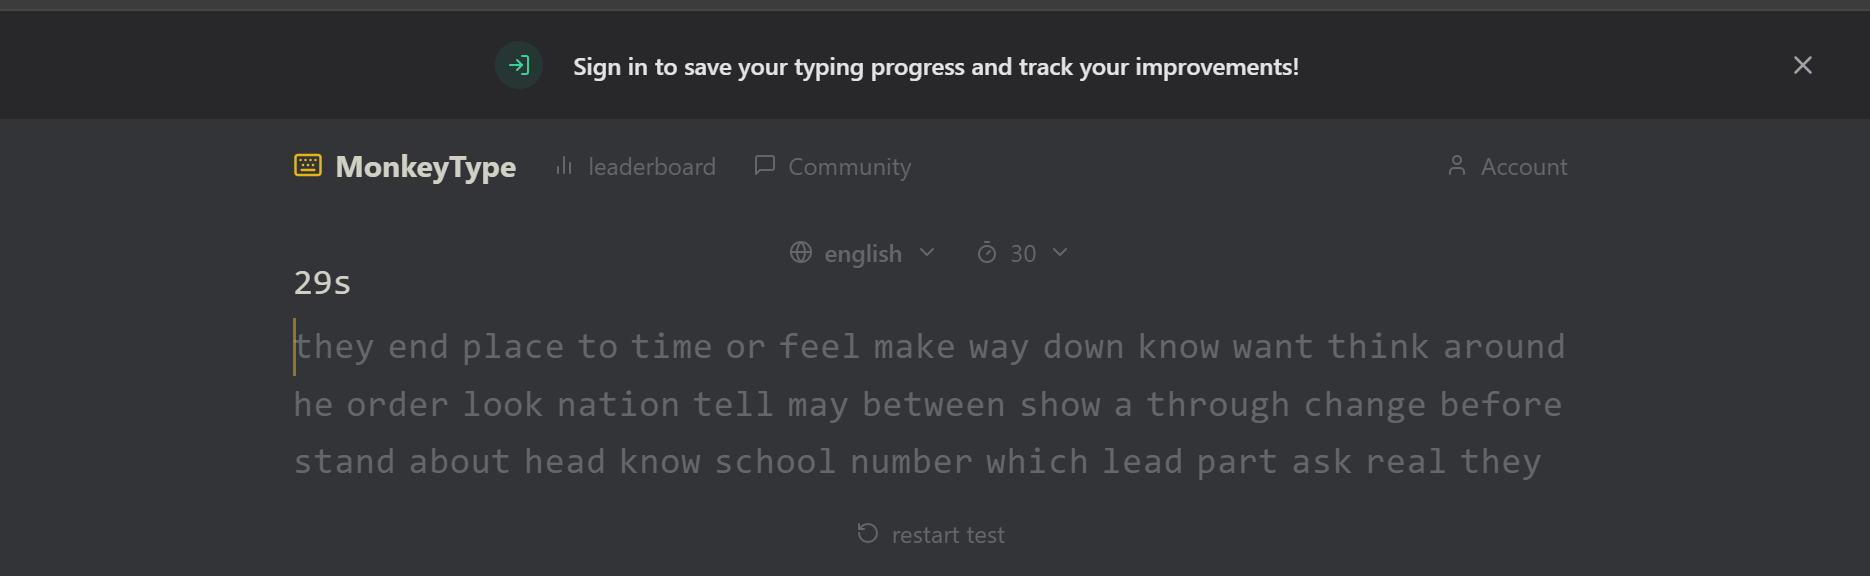 Sign in to save your typing progress and track your improvements!
MonkeyType leaderboard Community Account
english 30
29s
they end place to time or feel make way down know want think around
he order look nation tell may between show a through change before
stand about head know school number which lead part ask real they
restart test